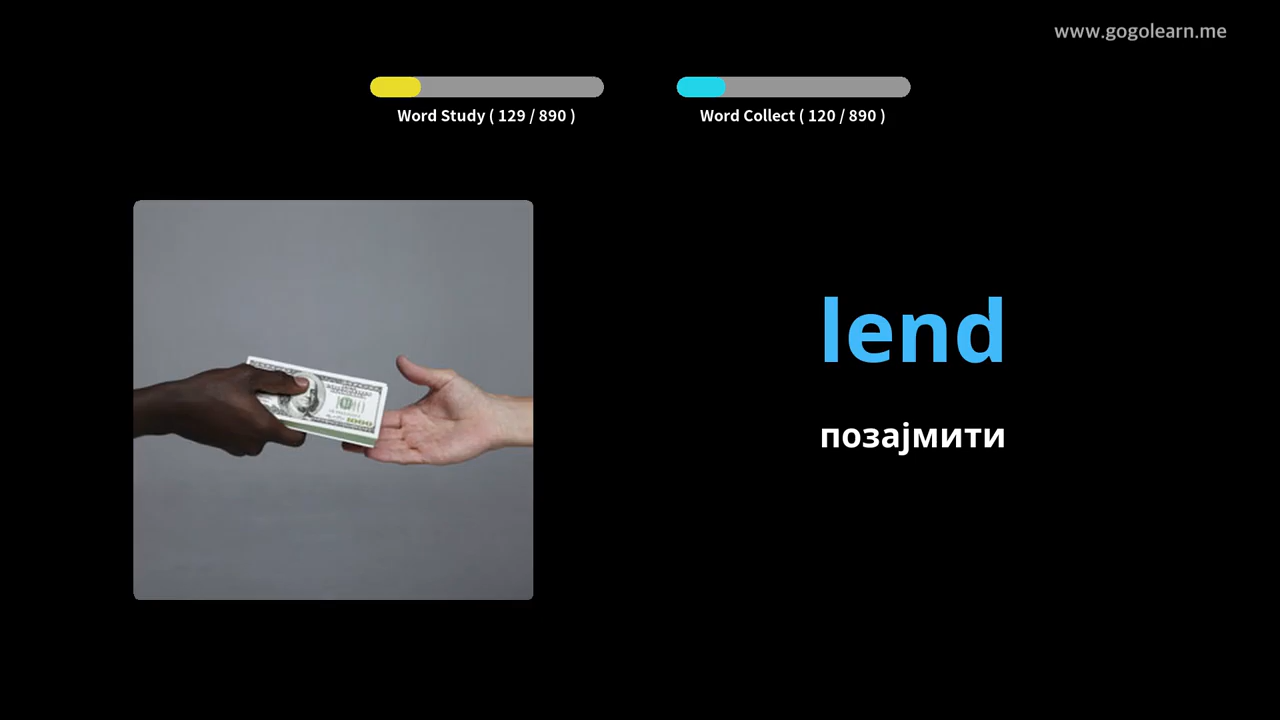 www.gogolearn.me
Word Study ( 129 / 890 )
Word Collect ( 120 / 890 )
lend
позајмити